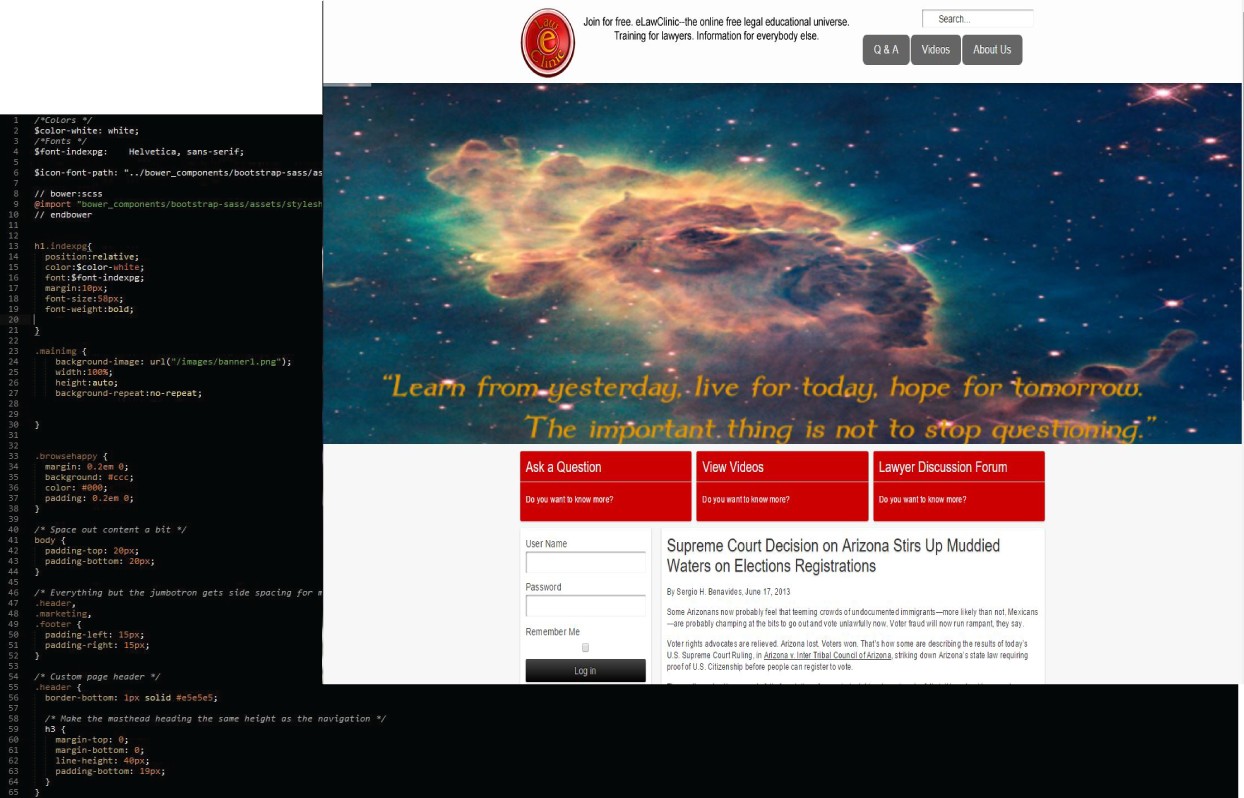 Law
e
Clinic
Join for free. eLawClinic--the online free legal educational universe.
Training for lawyers. Information for everybody else.
Search...
Q & A
Videos
About Us
“Learn from yesterday, live for today, hope for tomorrow.
The important thing is not to stop questioning.”
Ask a Question
Do you want to know more?
View Videos
Do you want to know more?
Lawyer Discussion Forum
Do you want to know more?
User Name
Password
Remember Me
Log in
Supreme Court Decision on Arizona Stirs Up Muddied
Waters on Elections Registrations
By Sergio H. Benavides, June 17, 2013
Some Arizonans now probably feel that teeming crowds of undocumented immigrants—more likely than not, Mexicans
—are probably champing at the bits to go out and vote unlawfully now. Voter fraud will now run rampant, they say.
Voter rights advocates are relieved. Arizona lost. Voters won. That's how some are describing the results of today's
U.S. Supreme Court Ruling, in Arizona v. Inter Tribal Council of Arizona, striking down Arizona's state law requiring
proof of U.S. Citizenship before people can register to vote.
1 /*Colors */
2 $color-white: white;
3 /*Fonts */
4 $font-indexpg: Helvetica, sans-serif;
5
6 $icon-font-path: "../bower_components/bootstrap-sass/as
7
8 // bower:scss
9 @import "bower_components/bootstrap-sass/assets/stylesh
10 // endbower
11
12
13 h1.indexpg{
14 position:relative;
15 color:$color-white;
16 font:$font-indexpg;
17 margin:10px;
18 font-size:58px;
19 font-weight:bold;
20
21 }
22
23 .mainimg {
24 background-image: url("/images/banner1.png");
25 width:100%;
26 height:auto;
27 background-repeat:no-repeat;
28
29
30 }
31
32
33 .browsehappy {
34 margin: 0.2em 0;
35 background: #ccc;
36 color: #000;
37 padding: 0.2em 0;
38 }
39
40 /* Space out content a bit */
41 body {
42 padding-top: 20px;
43 padding-bottom: 20px;
44 }
45
46 /* Everything but the jumbotron gets side spacing for m
47 .header,
48 .marketing,
49 .footer {
50 padding-left: 15px;
51 padding-right: 15px;
52 }
53
54 /* Custom page header */
55 .header {
56 border-bottom: 1px solid #e5e5e5;
57
58 /* Make the masthead heading the same height as the navigation */
59 h3 {
60 margin-top: 0;
61 margin-bottom: 0;
62 line-height: 40px;
63 padding-bottom: 19px;
64 }
65 }